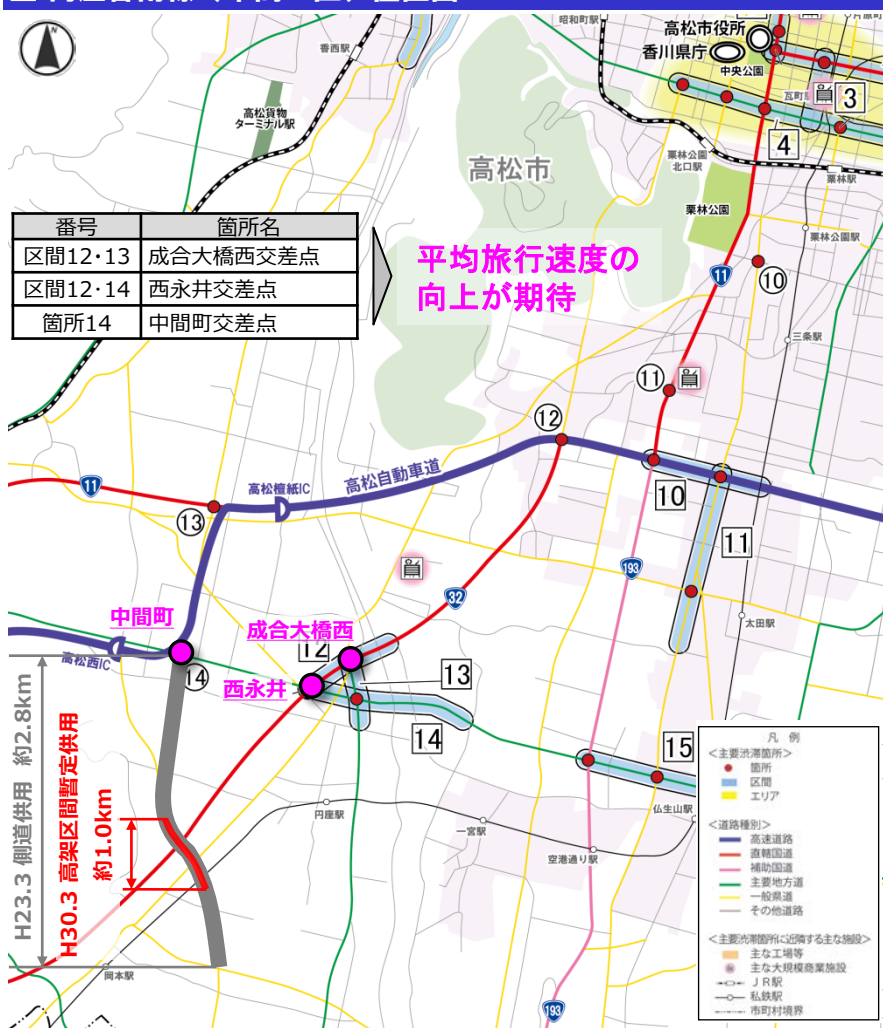 昭和町駅
香西駅
高松市役所
香川県庁
中央公園
高松貨物
ターミナル駅
3
4
高松市
栗林公園
北口駅
栗林駅
栗林公園
栗林公園駅
番号 箇所名
区間12・13 成合大橋西交差点
区間12・14 西永井交差点
箇所14 中間町交差点
平均旅行速度の
向上が期待
11
⑩
三条駅
⑪
⑫
高松自動車道
高松檀紙IC
11
⑬
10
11
193
32
太田駅
中間町
成合大橋西
高松西IC
⑭
12
13
西永井
14
15
H23.3 側道供用 約2.8km
H30.3 高架区間暫定供用
約1.0km
円座駅
一宮駅
空港通り駅
仏生山駅
岡本駅
193
凡 例
＜主要渋滞箇所＞
箇所
区間
エリア
＜道路種別＞
高速道路
直轄国道
補助国道
主要地方道
一般県道
その他道路
＜主要渋滞箇所に近隣する主な施設＞
主な工場等
主な大規模商業施設
ＪＲ駅
私鉄駅
市町村境界